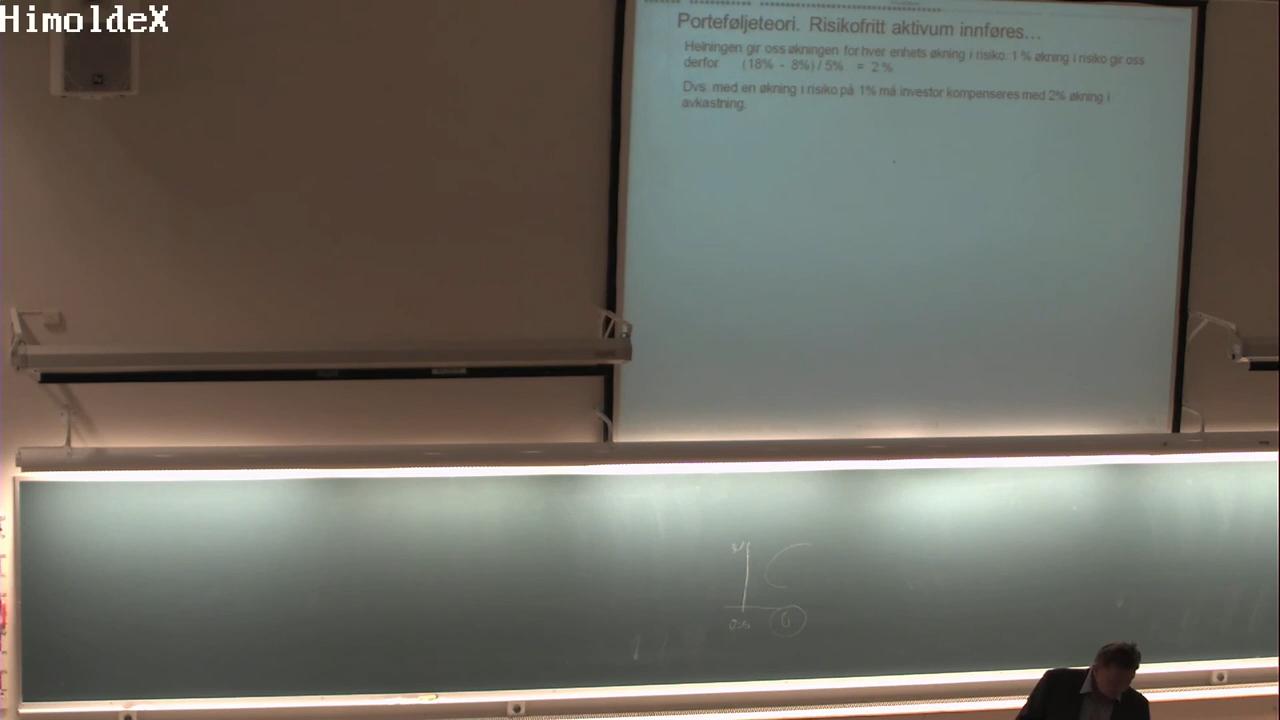 HimoldeX
Porteføljeteori. Risikofritt aktivum innføres…
Helningen gir oss økningen for hver enhets økning i risiko: 1 % økning i risiko gir oss
derfor (18% - 8%) / 5% = 2 %
Dvs. med en økning i risiko på 1% må investor kompenseres med 2% økning i
avkastning.